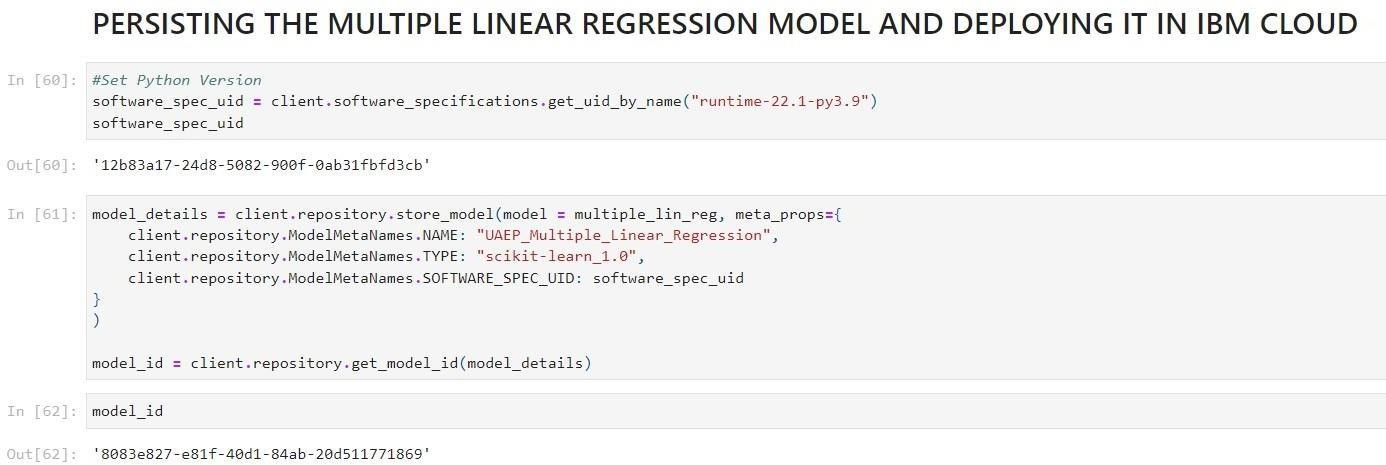 PERSISTING THE MULTIPLE LINEAR REGRESSION MODEL AND DEPLOYING IT IN IBM CLOUD
In [60]: #Set Python Version
software_spec_uid = client.software_specifications.get_uid_by_name("runtime-22.1-py3.9")
software_spec_uid
Out[60]: '12b83a17-24d8-5082-900f-0ab31fbfd3cb'
In [61]: model_details = client.repository.store_model(model = multiple_lin_reg, meta_props={
    client.repository.ModelMetaNames.NAME: "UAEP_Multiple_Linear_Regression",
    client.repository.ModelMetaNames.TYPE: "scikit-learn_1.0",
    client.repository.ModelMetaNames.SOFTWARE_SPEC_UID: software_spec_uid
}
)
model_id = client.repository.get_model_id(model_details)
In [62]: model_id
Out[62]: '8083e827-e81f-40d1-84ab-20d511771869'